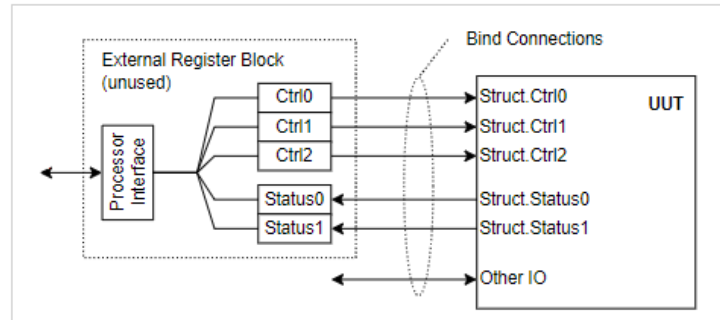 Bind Connections
External Register Block
(unused)
Processor
Interface
Ctrl0
Ctrl1
Ctrl2
Status0
Status1
UUT
Struct.Ctrl0
Struct.Ctrl1
Struct.Ctrl2
Struct.Status0
Struct.Status1
Other IO